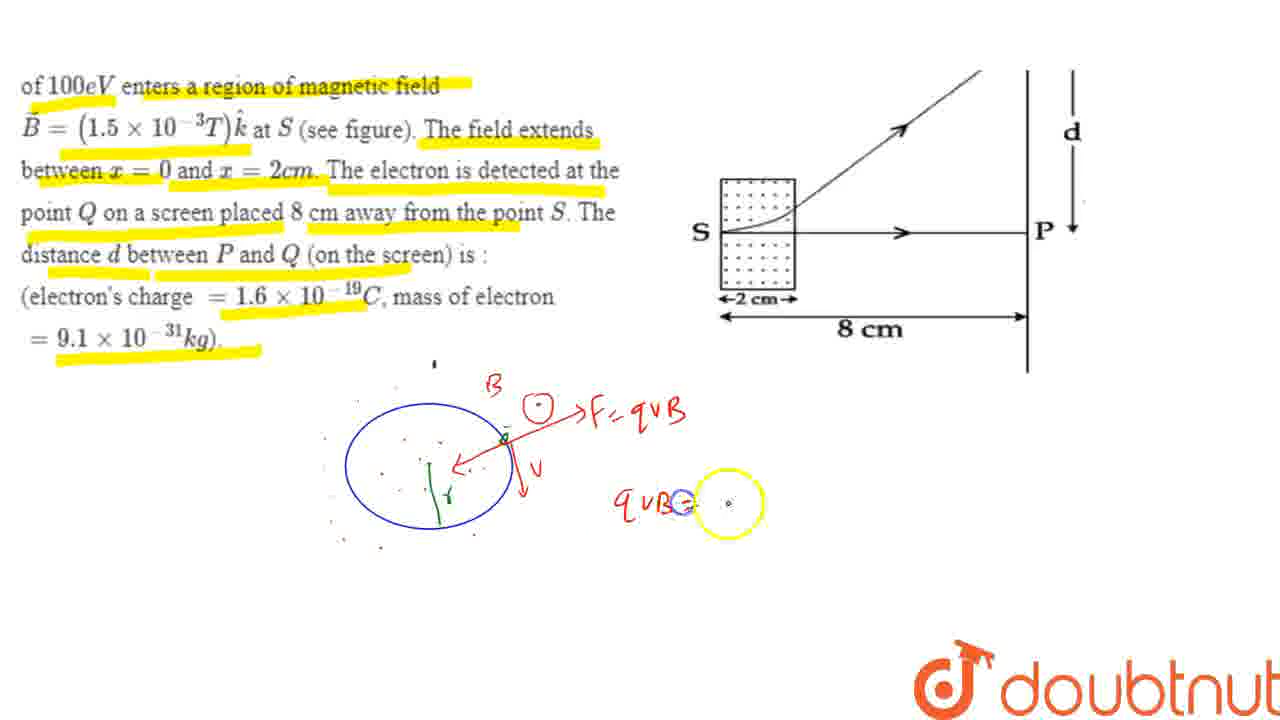 of 100eV enters a region of magnetic field
B⃗ = (1.5 × 10⁻³T)k̂ at S (see figure). The field extends
between x = 0 and x = 2cm. The electron is detected at the
point Q on a screen placed 8 cm away from the point S. The
distance d between P and Q (on the screen) is :
(electron's charge = 1.6 × 10⁻¹⁹C, mass of electron
= 9.1 × 10⁻³¹kg).
d
S
P
2 cm
8 cm
B
F = qvB
v
r
qvB =
doubtnut